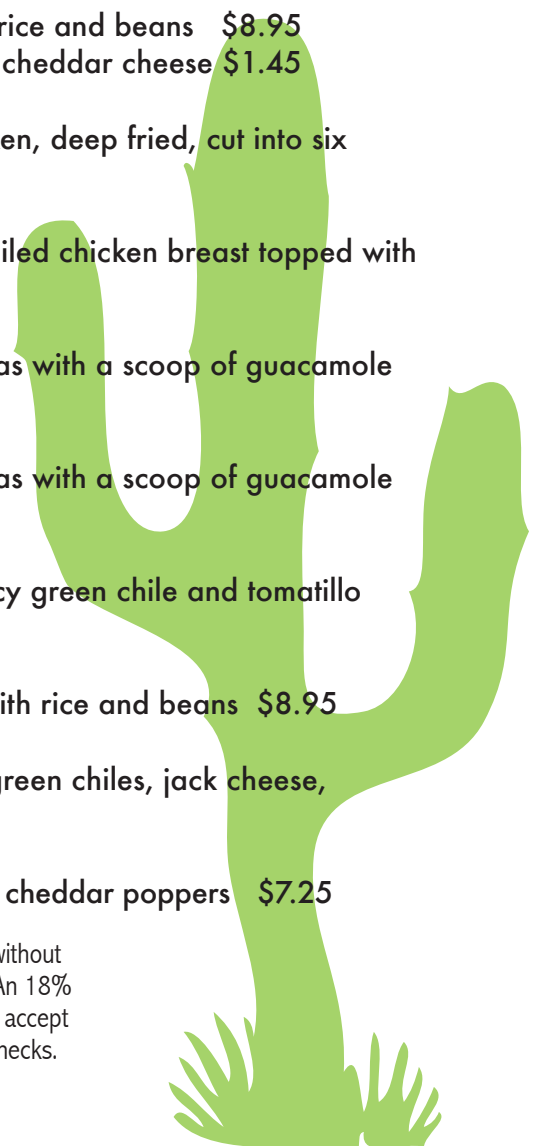 rice and beans $8.95
cheddar cheese $1.45
en, deep fried, cut into six
iled chicken breast topped with
as with a scoop of guacamole
as with a scoop of guacamole
cy green chile and tomatillo
ith rice and beans $8.95
green chiles, jack cheese,
cheddar poppers $7.25
without
An 18%
accept
hecks.